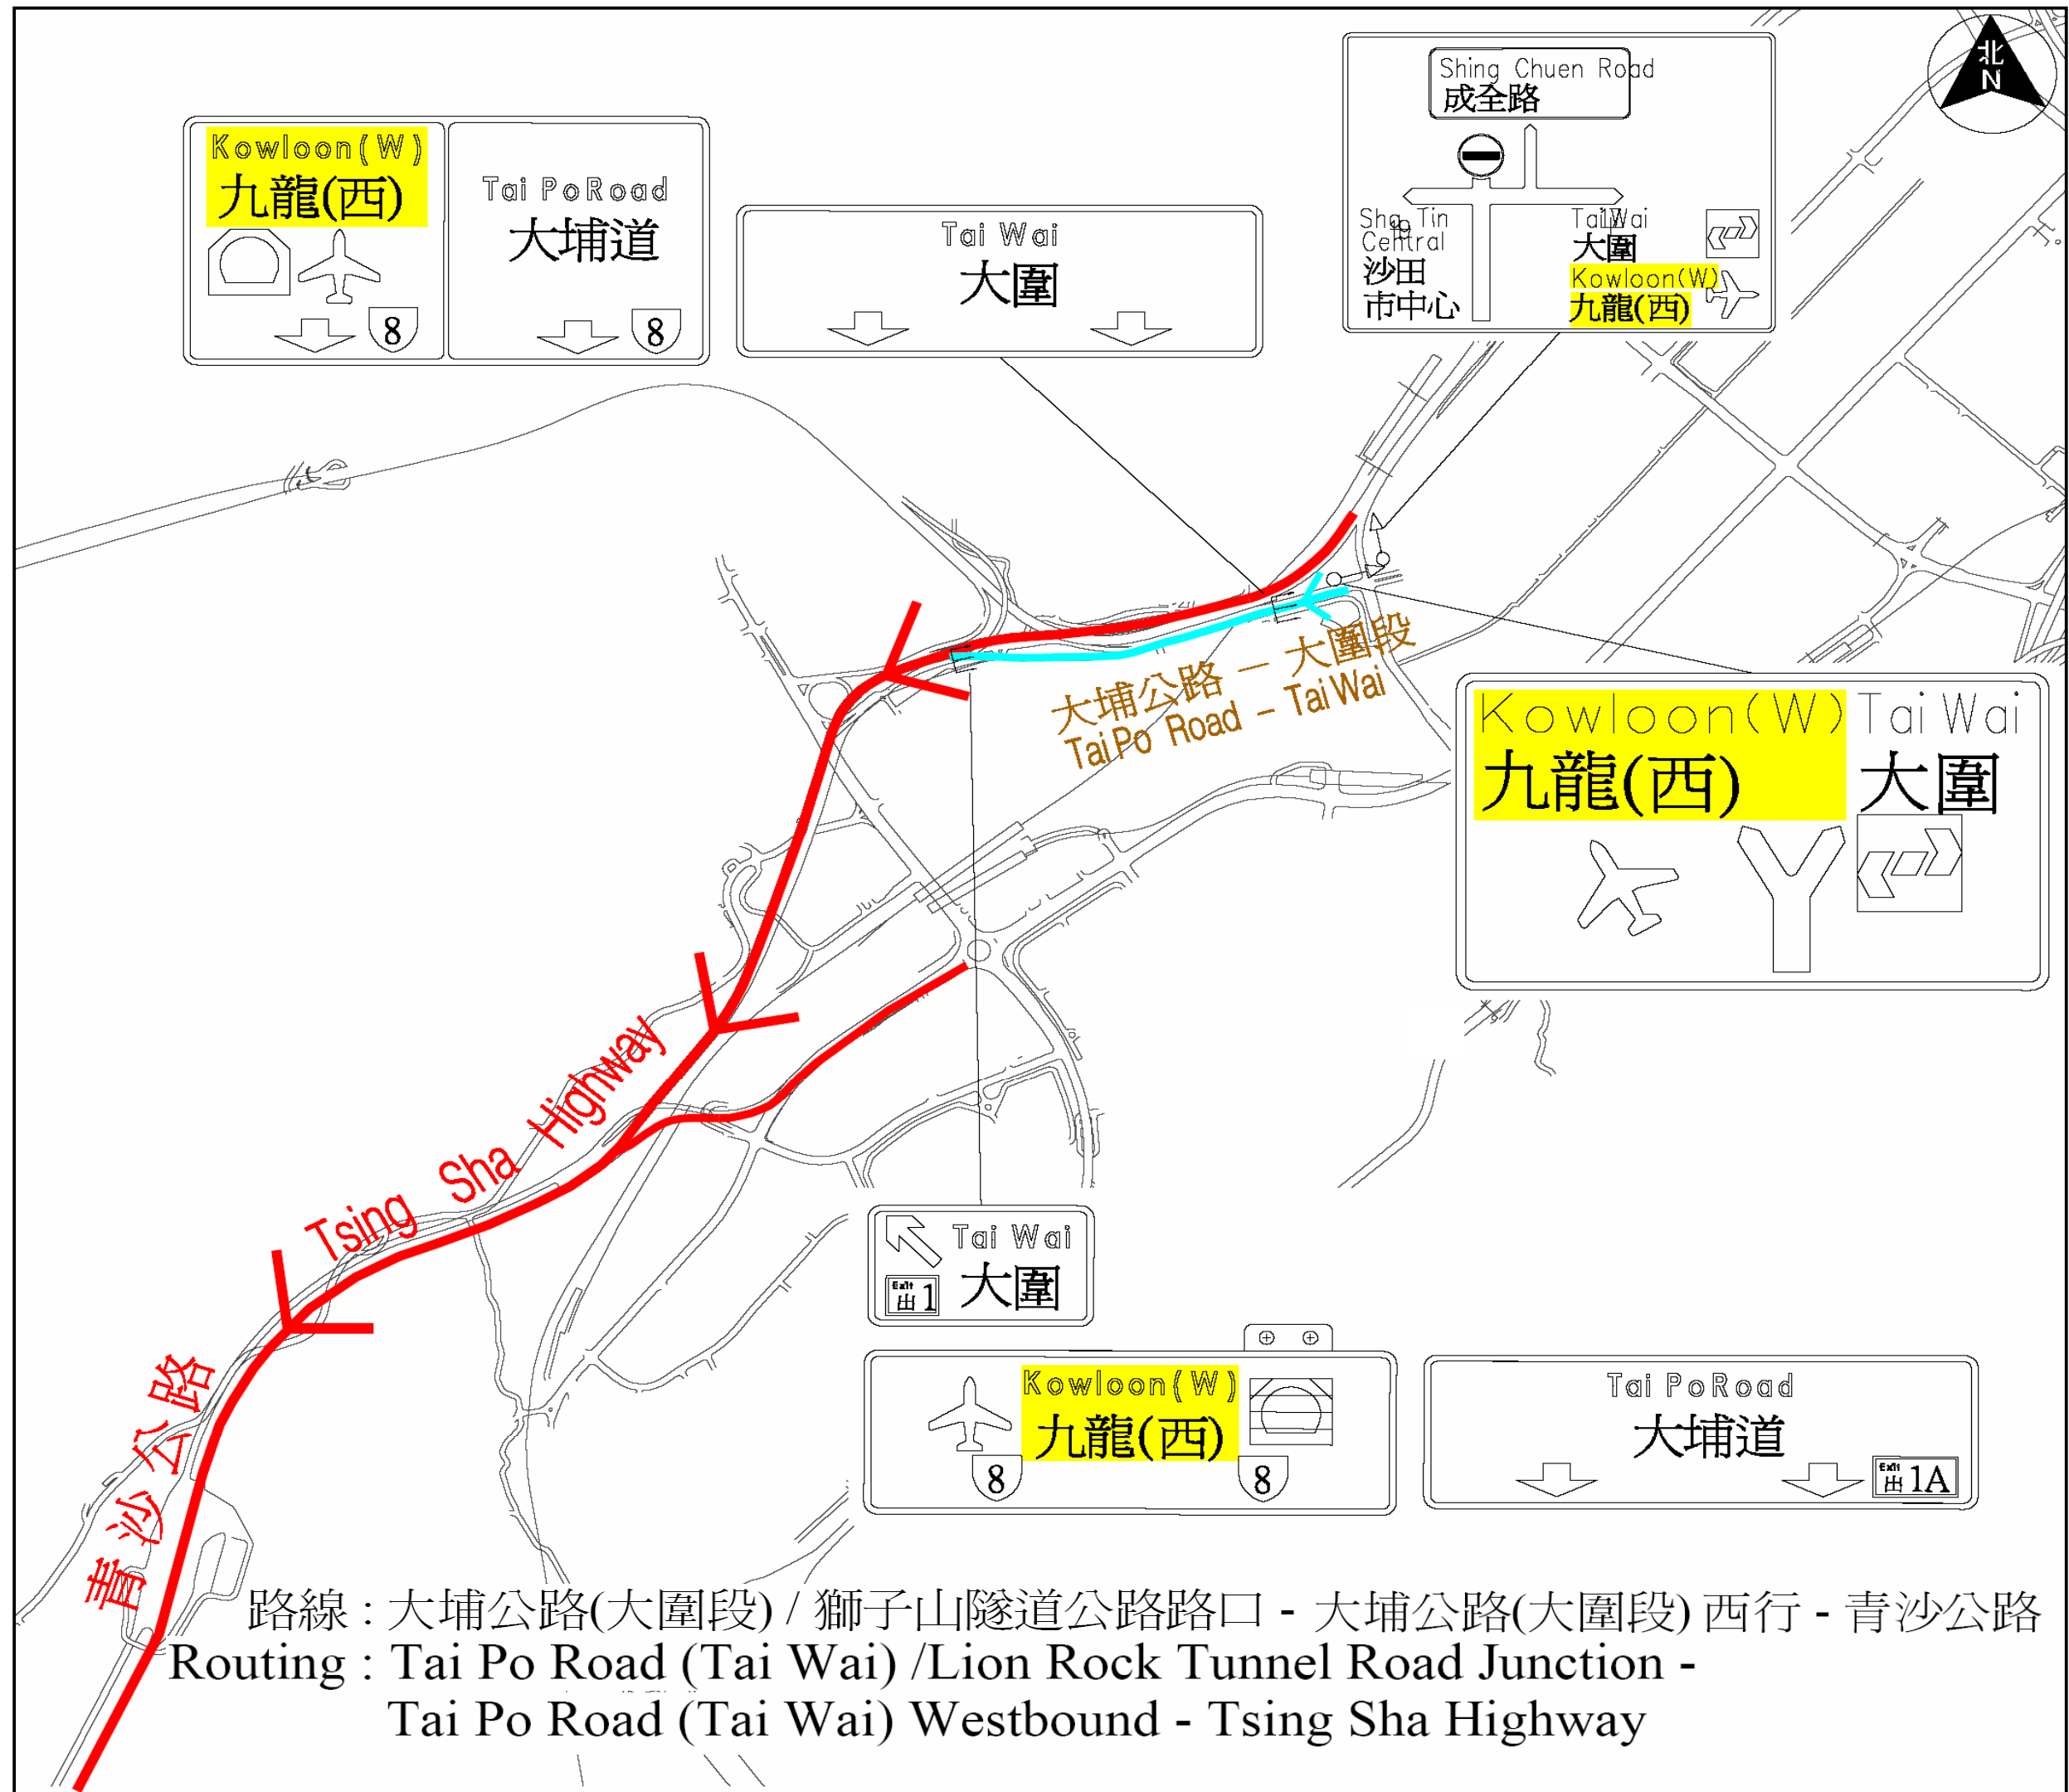 Kowloon(W)
九龍(西)
8
Tai Po Road
大埔道
8
Tai Wai
大圍
Shing Chuen Road
成全路
Sha Tin
Central
沙田
市中心
Tai Wai
大圍
Kowloon(W)
九龍(西)
北
N
大埔公路 – 大圍段
Tai Po Road – Tai Wai
Kowloon(W)
九龍(西)
Tai Wai
大圍
Tsing Sha Highway
青沙公路
Tai Wai
大圍
Exit
出 1
Kowloon(W)
九龍(西)
8
8
Tai Po Road
大埔道
Exit
出 1A
路線 : 大埔公路(大圍段) / 獅子山隧道公路路口 - 大埔公路(大圍段) 西行 - 青沙公路
Routing : Tai Po Road (Tai Wai) /Lion Rock Tunnel Road Junction -
Tai Po Road (Tai Wai) Westbound - Tsing Sha Highway